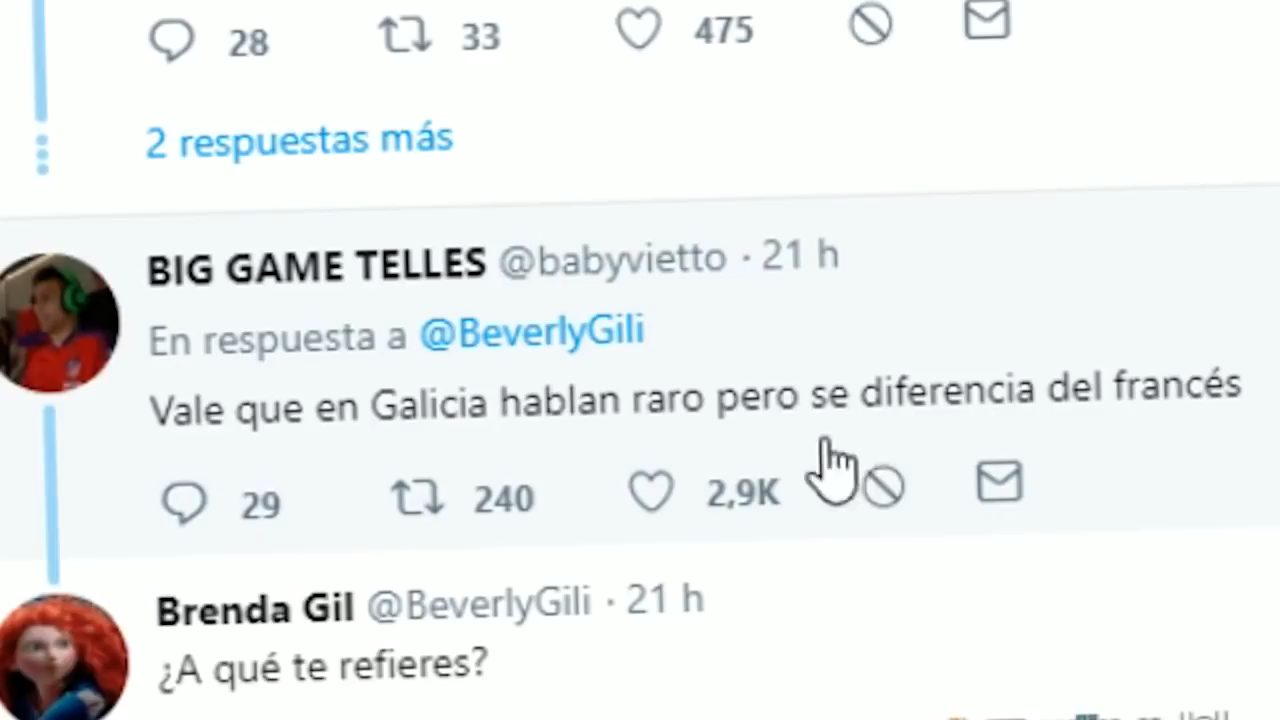 28 33 475
2 respuestas más
BIG GAME TELLES @babyvietto · 21 h
En respuesta a @BeverlyGili
Vale que en Galicia hablan raro pero se diferencia del francés
29 240 2,9K
Brenda Gil @BeverlyGili · 21 h
¿A qué te refieres?